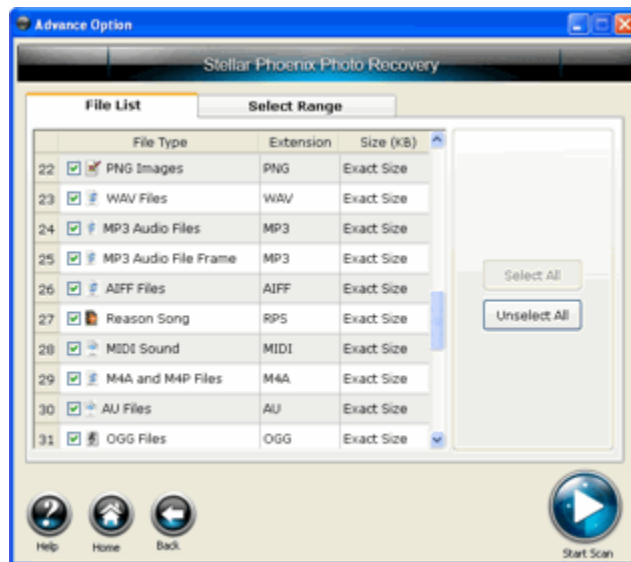 Advance Option
Stellar Phoenix Photo Recovery
File List Select Range
File Type Extension Size (KB)
22 PNG Images PNG Exact Size
23 WAV Files WAV Exact Size
24 MP3 Audio Files MP3 Exact Size
25 MP3 Audio File Frame MP3 Exact Size
26 AIFF Files AIFF Exact Size
27 Reason Song RPS Exact Size
28 MIDI Sound MIDI Exact Size
29 M4A and M4P Files M4A Exact Size
30 AU Files AU Exact Size
31 OGG Files OGG Exact Size
Select All
Unselect All
Help Home Back Start Scan